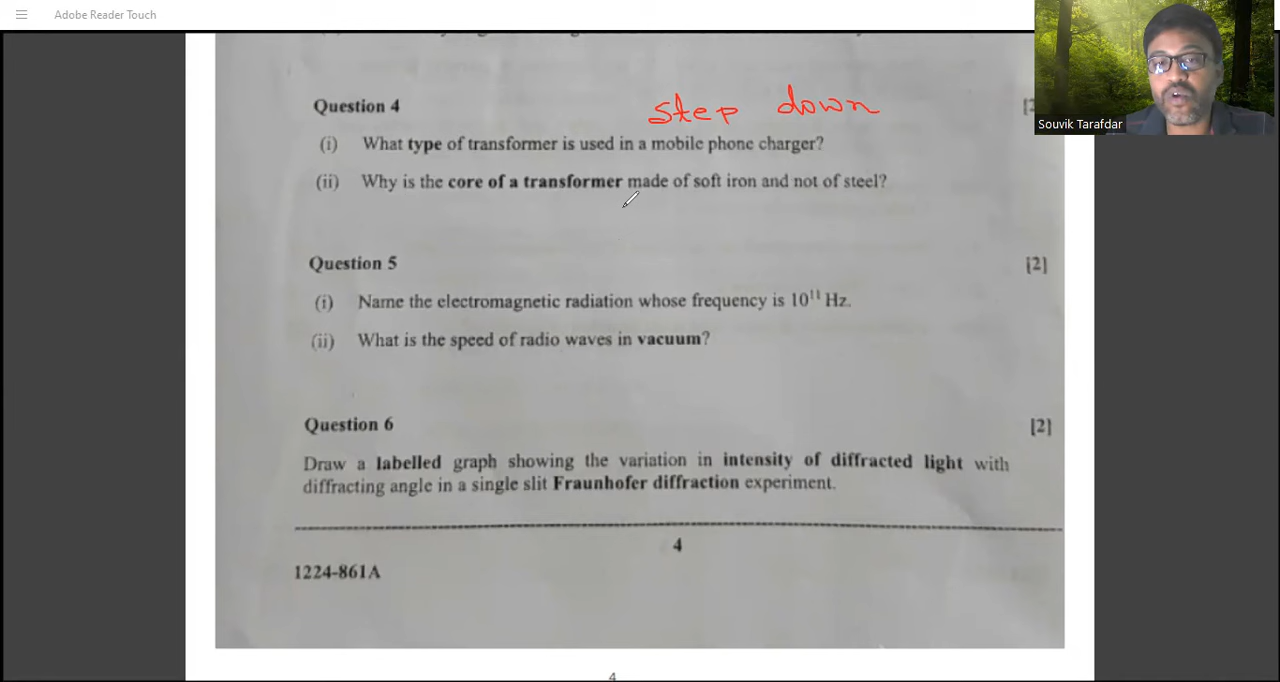 Adobe Reader Touch
Souvik Tarafdar
step down
Question 4
(i) What type of transformer is used in a mobile phone charger?
(ii) Why is the core of a transformer made of soft iron and not of steel?
Question 5 [2]
(i) Name the electromagnetic radiation whose frequency is 10¹¹ Hz.
(ii) What is the speed of radio waves in vacuum?
Question 6 [2]
Draw a labelled graph showing the variation in intensity of diffracted light with
diffracting angle in a single slit Fraunhofer diffraction experiment.
4
1224-861A
4